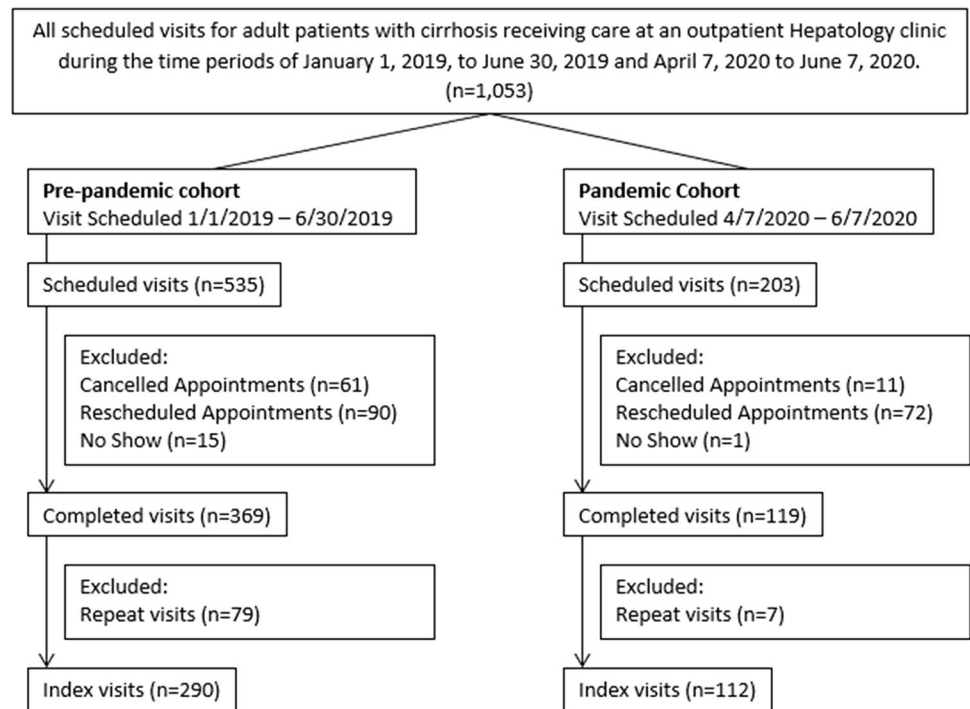 All scheduled visits for adult patients with cirrhosis receiving care at an outpatient Hepatology clinic
during the time periods of January 1, 2019, to June 30, 2019 and April 7, 2020 to June 7, 2020.
(n=1,053)
Pre-pandemic cohort
Visit Scheduled 1/1/2019 – 6/30/2019
Scheduled visits (n=535)
Excluded:
Cancelled Appointments (n=61)
Rescheduled Appointments (n=90)
No Show (n=15)
Completed visits (n=369)
Excluded:
Repeat visits (n=79)
Index visits (n=290)
Pandemic Cohort
Visit Scheduled 4/7/2020 – 6/7/2020
Scheduled visits (n=203)
Excluded:
Cancelled Appointments (n=11)
Rescheduled Appointments (n=72)
No Show (n=1)
Completed visits (n=119)
Excluded:
Repeat visits (n=7)
Index visits (n=112)